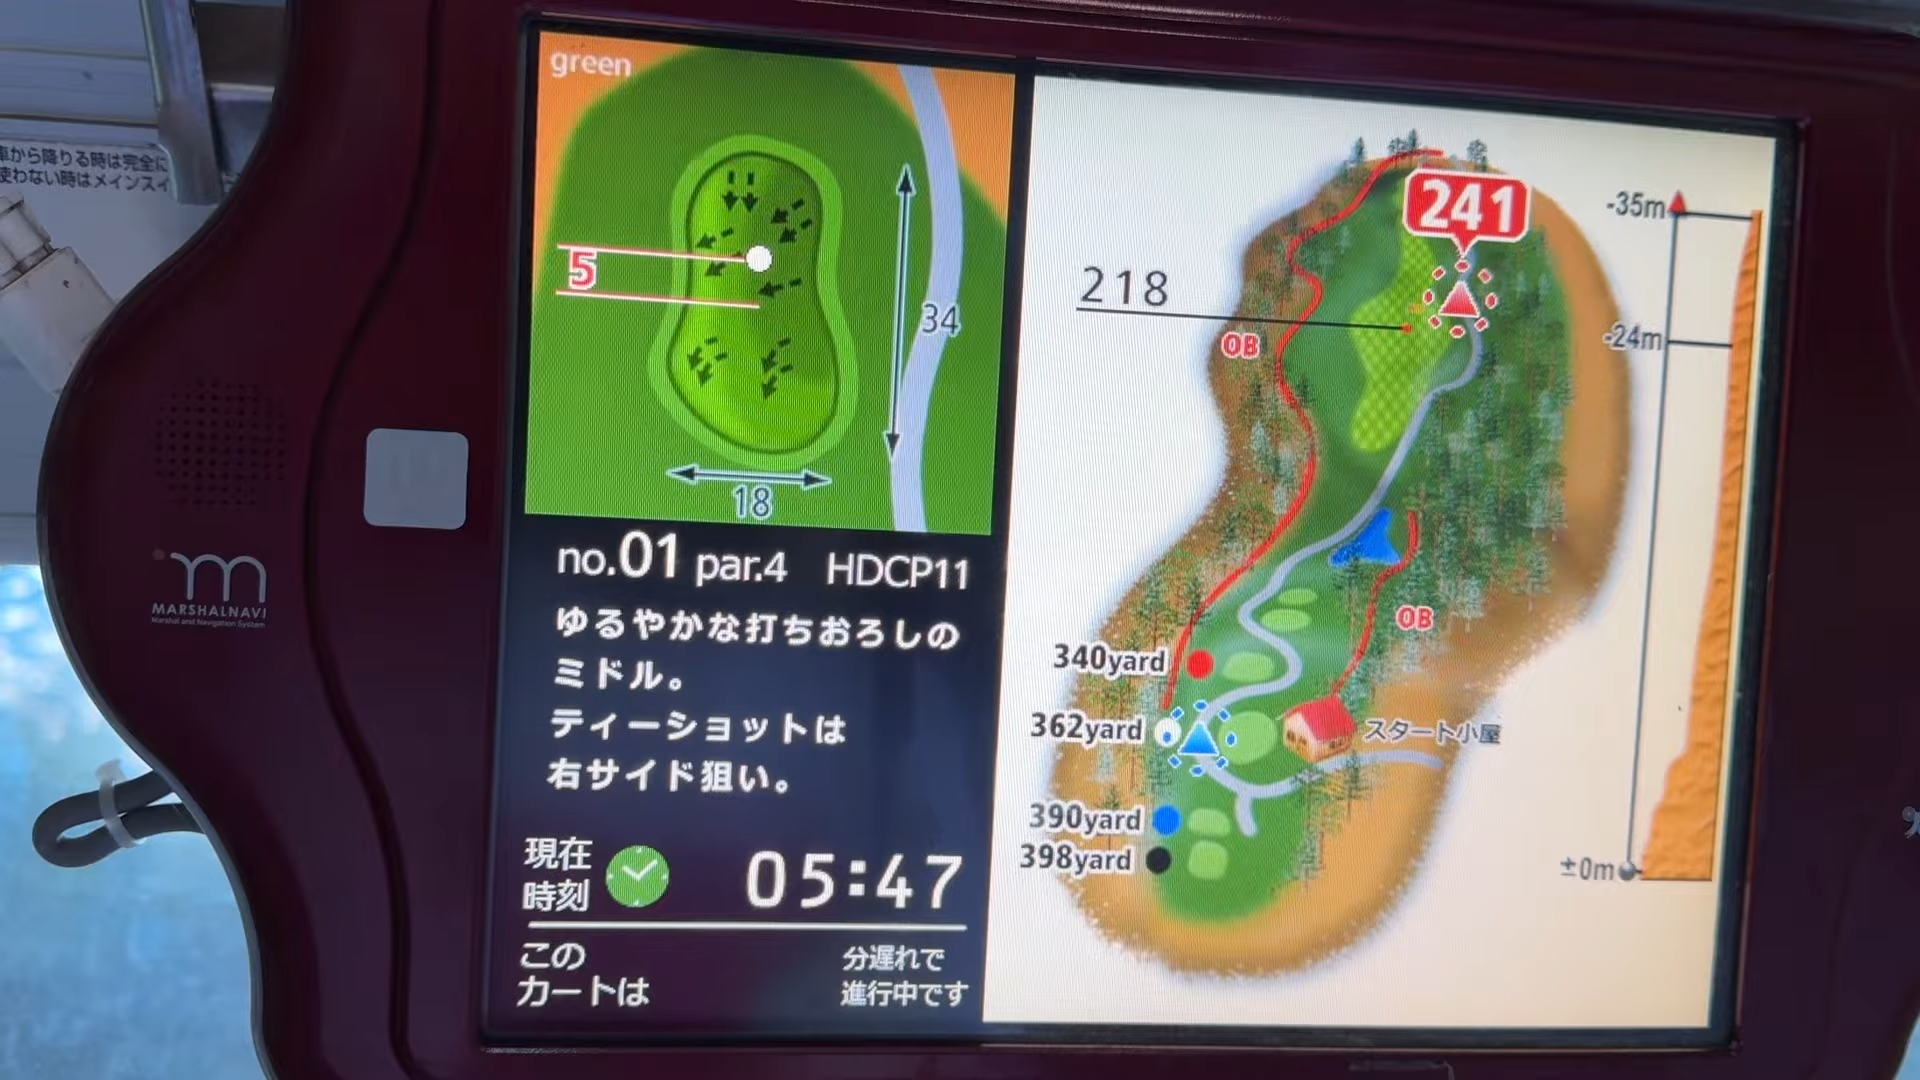 車から降りる時は完全に
使わない時はメインスイ
MARSHALNAVI
Marshal and Navigation System
green
5
34
18
no.01 par.4 HDCP11
ゆるやかな打ちおろしの
ミドル。
ティーショットは
右サイド狙い。
現在
時刻
05:47
この
カートは
分遅れで
進行中です
241
218
OB
OB
340yard
362yard
スタート小屋
390yard
398yard
-35m
-24m
±0m